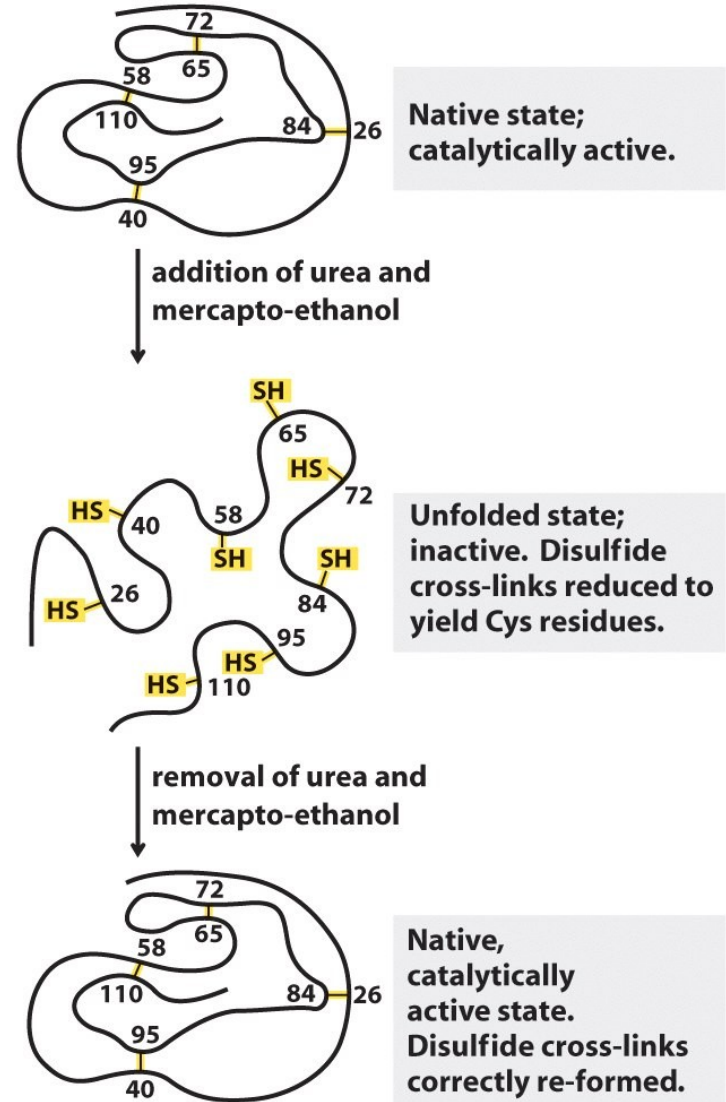 72
65
58
110
84
26
Native state;
catalytically active.
95
40
addition of urea and
mercapto-ethanol
SH
65
HS
72
HS
40
58
SH
SH
84
HS
26
95
HS
HS
110
Unfolded state;
inactive. Disulfide
cross-links reduced to
yield Cys residues.
removal of urea and
mercapto-ethanol
72
65
58
110
84
26
95
40
Native,
catalytically
active state.
Disulfide cross-links
correctly re-formed.